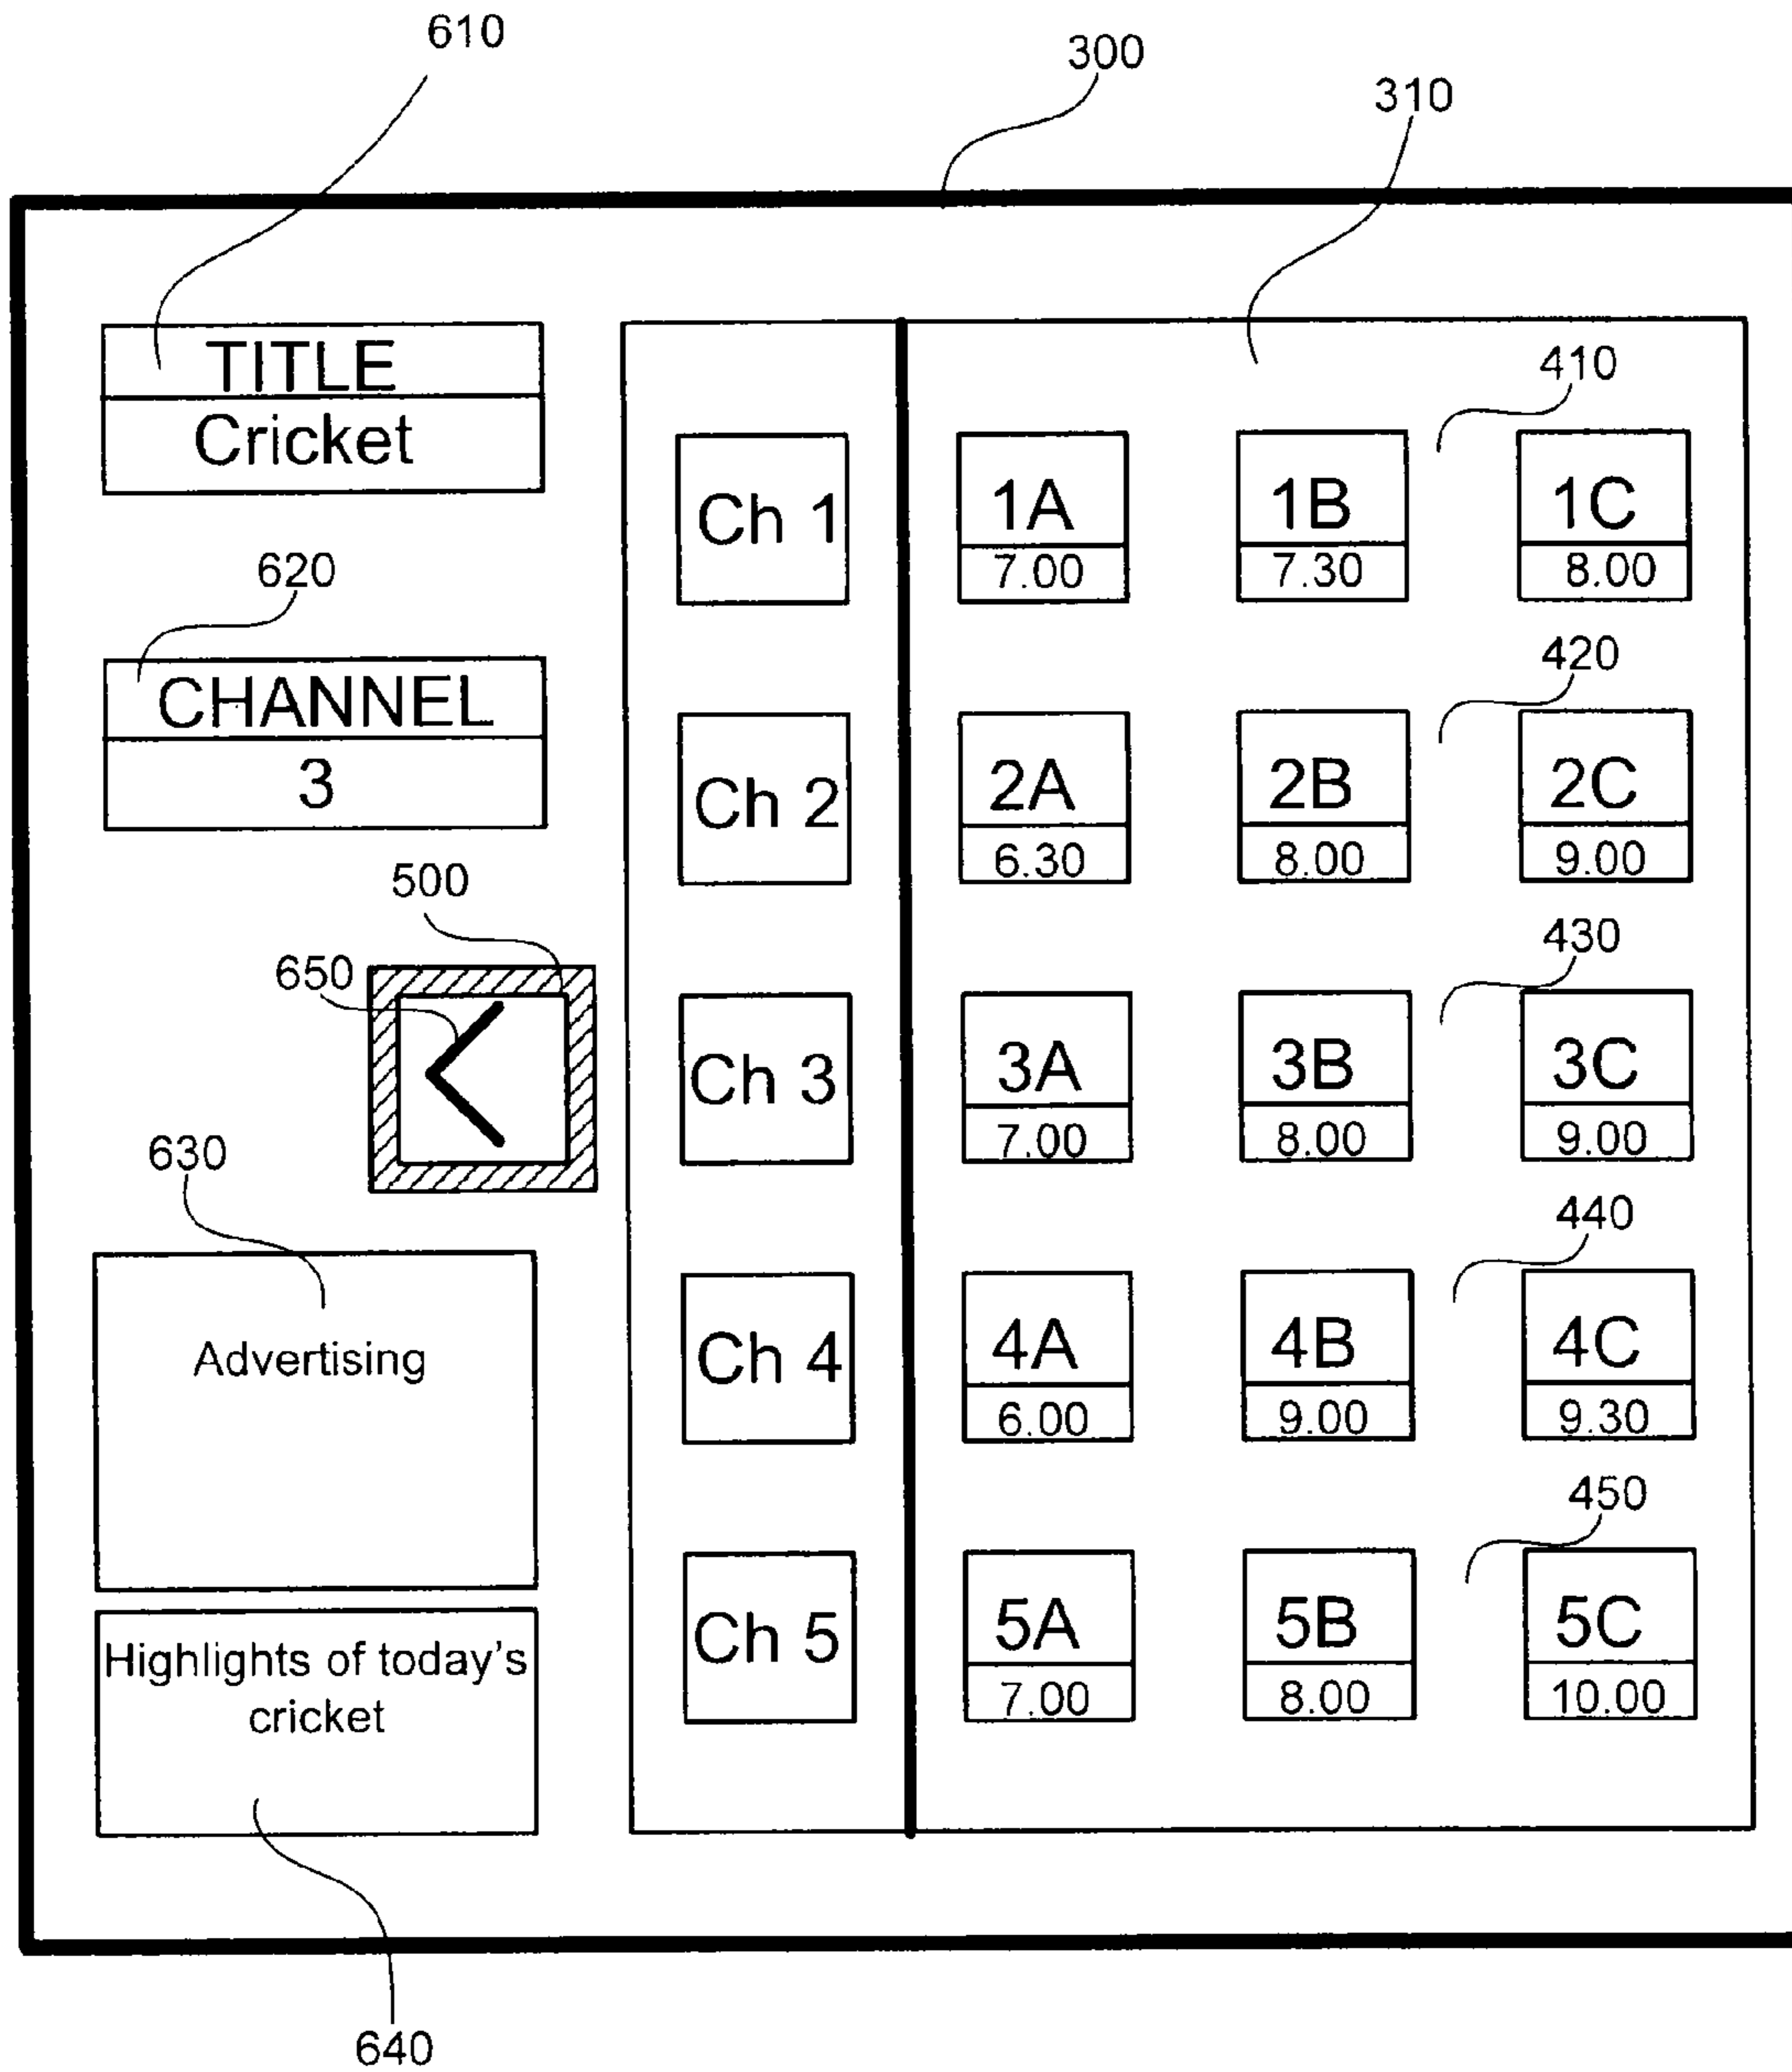 610
300
310
TITLE
Cricket
620
CHANNEL
3
500
650
630
Advertising
Highlights of today's
cricket
640
Ch 1
1A
7.00
1B
7.30
410
1C
8.00
Ch 2
2A
6.30
2B
8.00
420
2C
9.00
Ch 3
3A
7.00
3B
8.00
430
3C
9.00
Ch 4
4A
6.00
4B
9.00
440
4C
9.30
Ch 5
5A
7.00
5B
8.00
450
5C
10.00